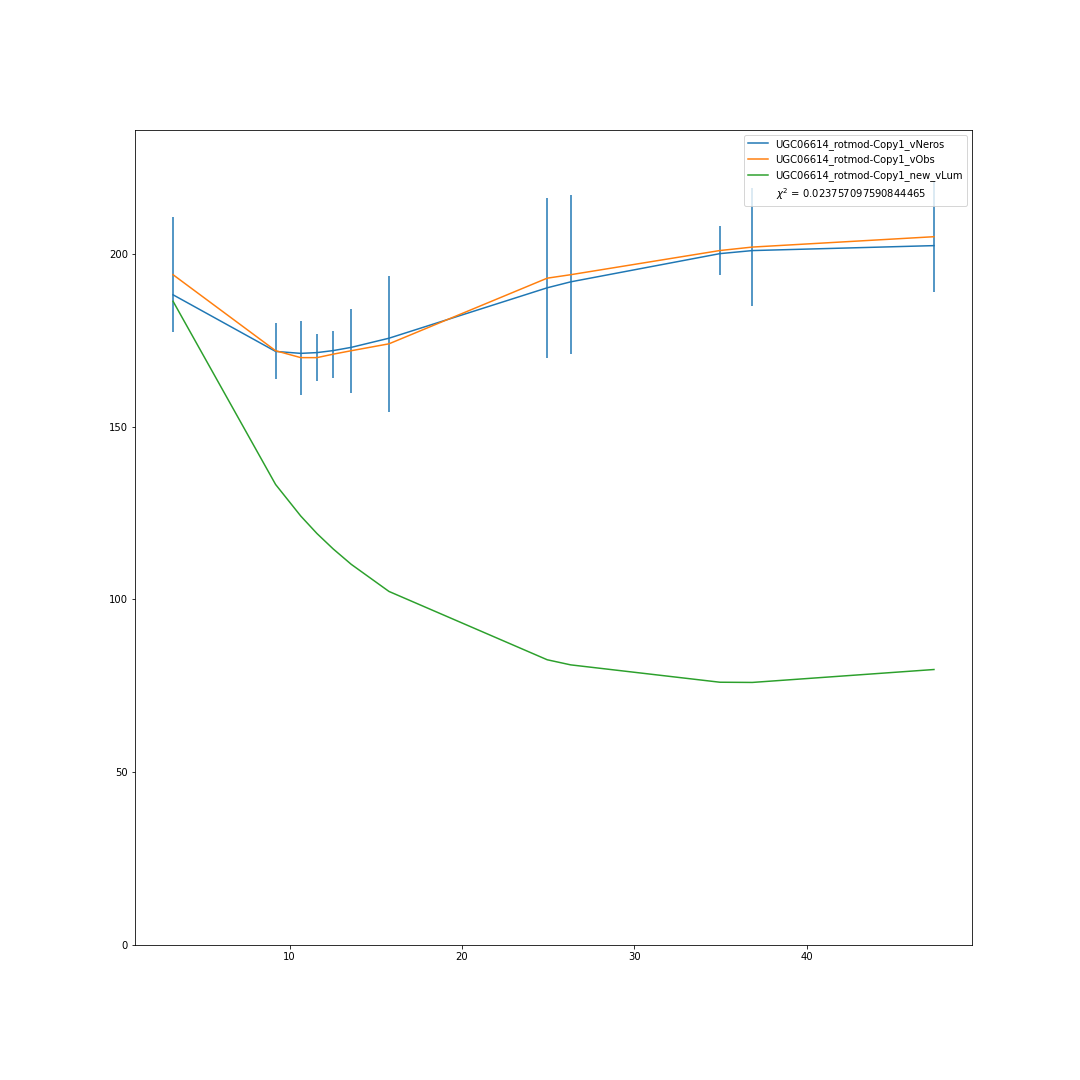 UGC06614_rotmod-Copy1_vNeros
UGC06614_rotmod-Copy1_vObs
UGC06614_rotmod-Copy1_new_vLum
χ² = 0.023757097590844465
200
150
100
50
0
10 20 30 40